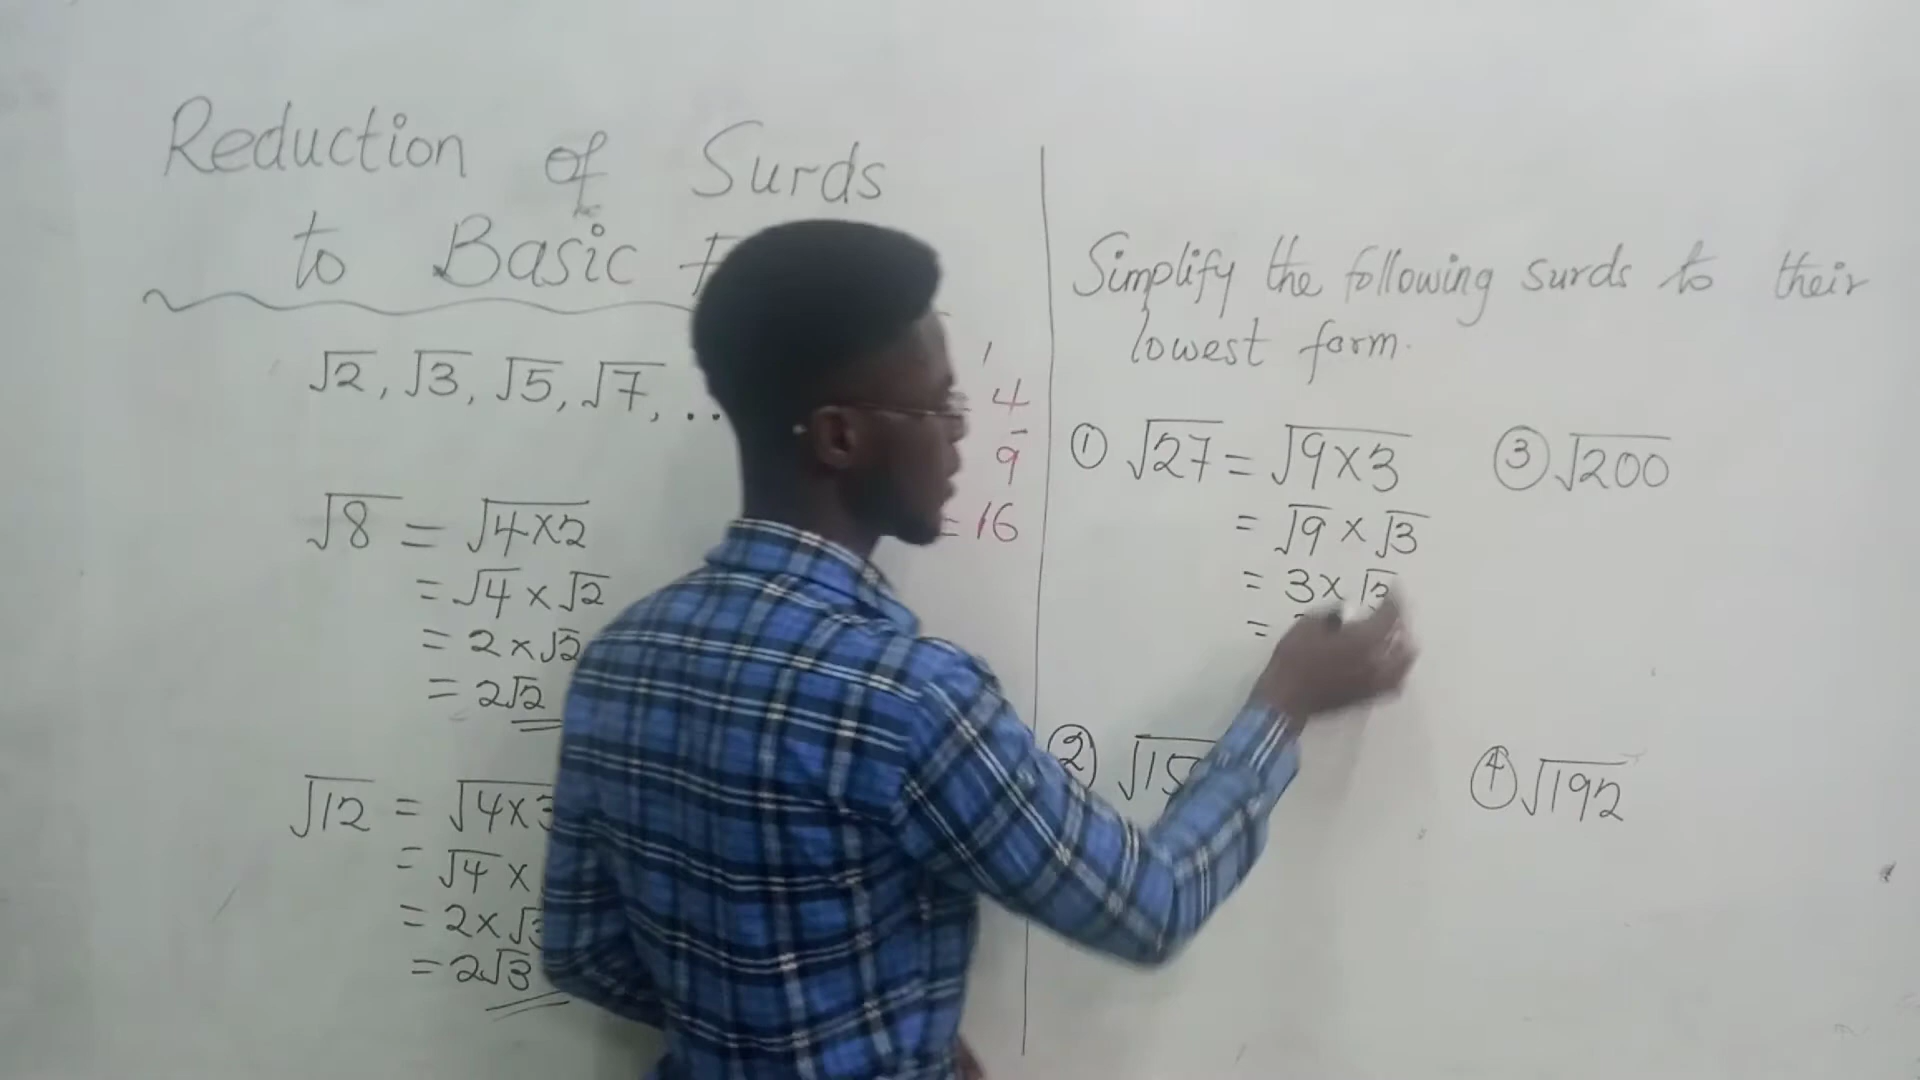 Reduction of Surds
to Basic
√2, √3, √5, √7, ...
√8 = √4×2
= √4 × √2
= 2 × √2
= 2√2
√12 = √4×3
= √4 ×
= 2 × √3
= 2√3
1
4
9
= 16
Simplify the following surds to their
lowest form.
① √27 = √9×3
= √9 × √3
= 3 × √3
=
② √15
③ √200
④ √192